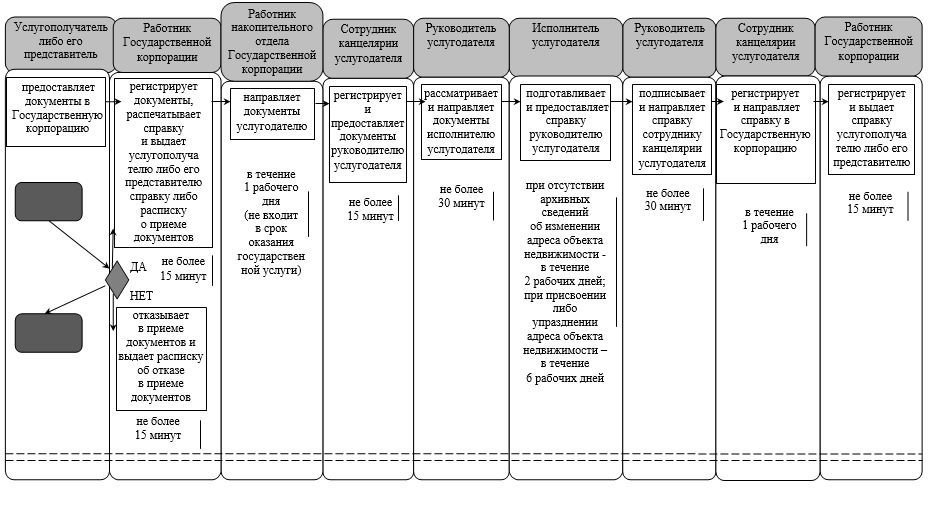 Услугополучатель
либо его
представитель
Работник
Государственной
корпорации
Работник
накопительного
отдела
Государственной
корпорации
Сотрудник
канцелярии
услугодателя
Руководитель
услугодателя
Исполнитель
услугодателя
Руководитель
услугодателя
Сотрудник
канцелярии
услугодателя
Работник
Государственной
корпорации
предоставляет
документы в
Государственную
корпорацию
регистрирует
документы,
распечатывает
справку
и выдает
услугополуча
телю либо его
представителю
справку либо
расписку
о приеме
документов
не более
15 минут
ДА
НЕТ
отказывает
в приеме
документов и
выдает расписку
об отказе
в приеме
документов
не более
15 минут
направляет
документы
услугодателю
в течение
1 рабочего
дня
(не входит
в срок
оказания
государствен
ной услуги)
регистрирует
и
предоставляет
документы
руководителю
услугодателя
не более
15 минут
рассматривает
и направляет
документы
исполнителю
услугодателя
не более
30 минут
подготавливает
и предоставляет
справку
руководителю
услугодателя
при отсутствии
архивных
сведений
об изменении
адреса объекта
недвижимости -
в течение
2 рабочих дней;
при присвоении
либо
упразднении
адреса объекта
недвижимости –
в течение
6 рабочих дней
подписывает
и направляет
справку
сотруднику
канцелярии
услугодателя
не более
30 минут
регистрирует
и направляет
справку в
Государственную
корпорацию
в течение
1 рабочего
дня
регистрирует
и выдает
справку
услугополуча
телю либо его
представителю
не более
15 минут